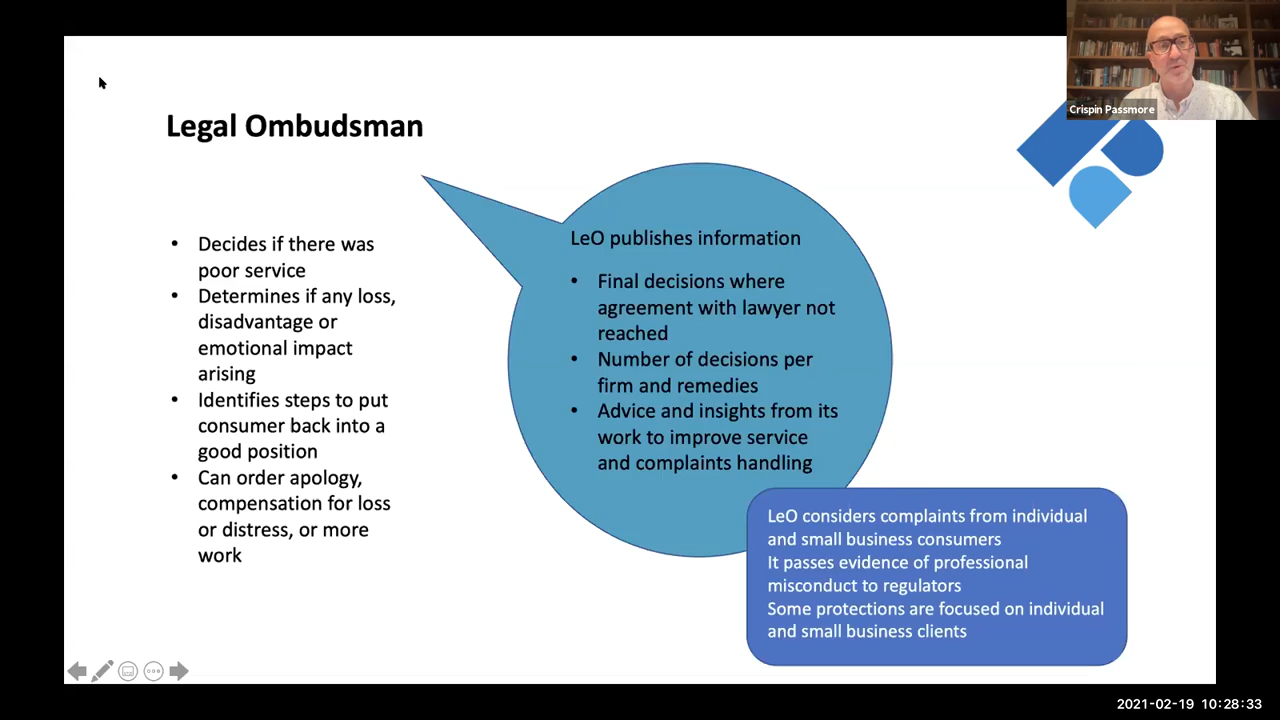 Crispin Passmore
Legal Ombudsman
• Decides if there was
poor service
• Determines if any loss,
disadvantage or
emotional impact
arising
• Identifies steps to put
consumer back into a
good position
• Can order apology,
compensation for loss
or distress, or more
work
LeO publishes information
• Final decisions where
agreement with lawyer not
reached
• Number of decisions per
firm and remedies
• Advice and insights from its
work to improve service
and complaints handling
LeO considers complaints from individual
and small business consumers
It passes evidence of professional
misconduct to regulators
Some protections are focused on individual
and small business clients
2021-02-19 10:28:33